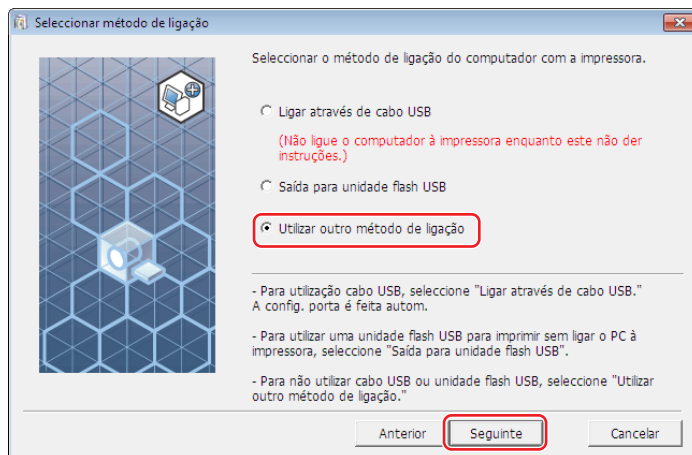 Seleccionar método de ligação
Seleccionar o método de ligação do computador com a impressora.
Ligar através de cabo USB
(Não ligue o computador à impressora enquanto este não der
instruções.)
Saída para unidade flash USB
Utilizar outro método de ligação
- Para utilização cabo USB, seleccione "Ligar através de cabo USB."
A config. porta é feita autom.
- Para utilizar uma unidade flash USB para imprimir sem ligar o PC à
impressora, seleccione "Saída para unidade flash USB".
- Para não utilizar cabo USB ou unidade flash USB, seleccione "Utilizar
outro método de ligação."
Anterior
Seguinte
Cancelar